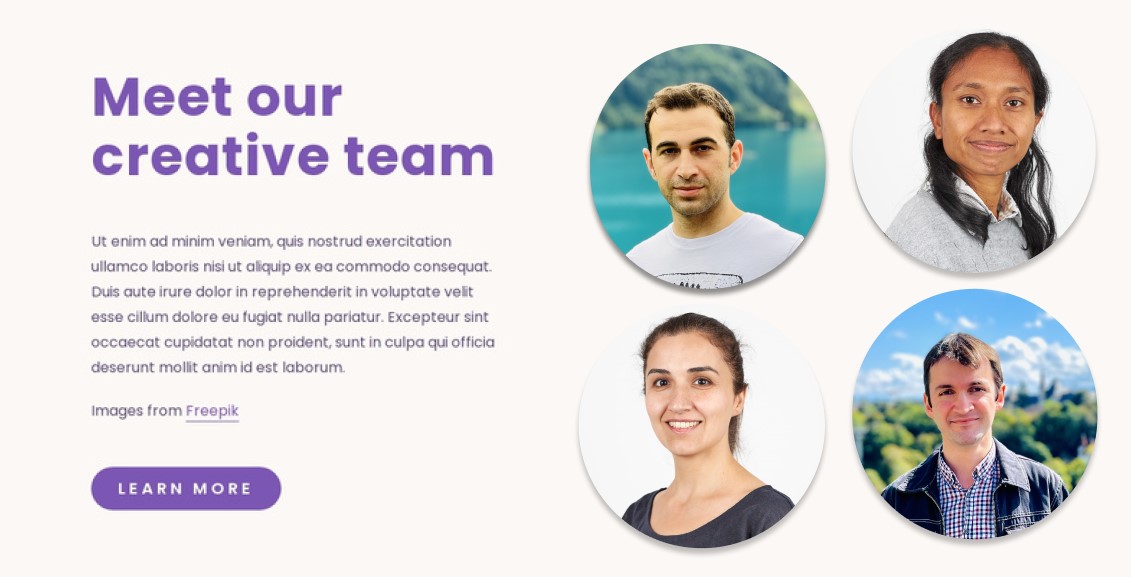 Meet our
creative team
Ut enim ad minim veniam, quis nostrud exercitation
ullamco laboris nisi ut aliquip ex ea commodo consequat.
Duis aute irure dolor in reprehenderit in voluptate velit
esse cillum dolore eu fugiat nulla pariatur. Excepteur sint
occaecat cupidatat non proident, sunt in culpa qui officia
deserunt mollit anim id est laborum.
Images from Freepik
LEARN MORE